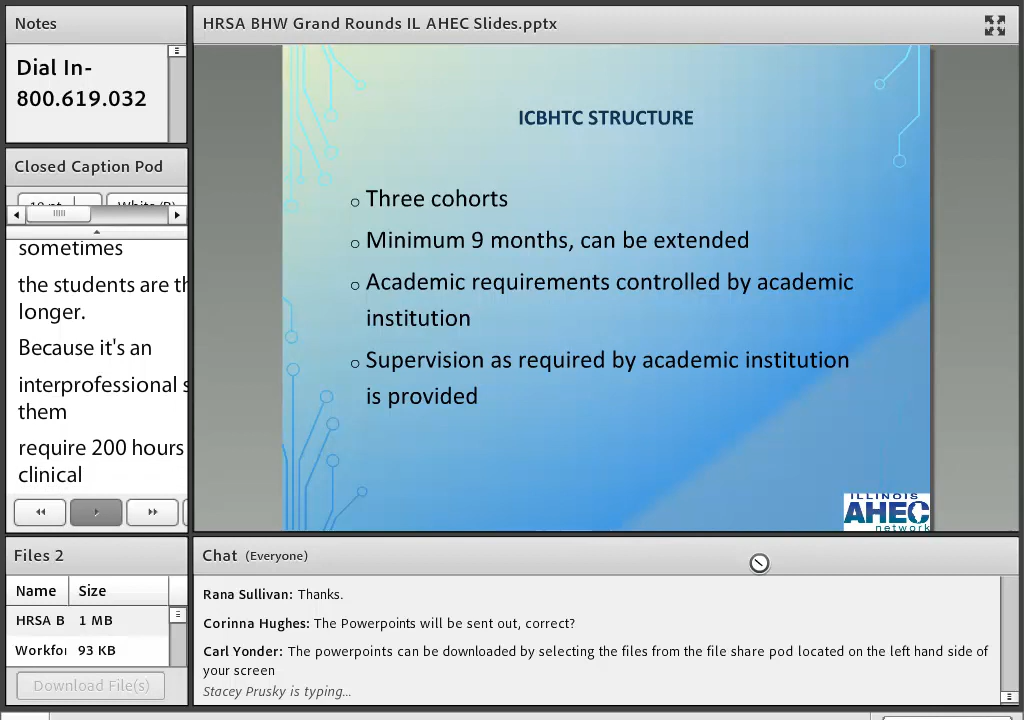 Notes
Dial In-
800.619.032
Closed Caption Pod
sometimes
the students are th
longer.
Because it's an
interprofessional s
them
require 200 hours
clinical
Files 2
Name Size
HRSA B 1 MB
Workfo 93 KB
Download File(s)
HRSA BHW Grand Rounds IL AHEC Slides.pptx
ICBHTC STRUCTURE
Three cohorts
Minimum 9 months, can be extended
Academic requirements controlled by academic
institution
Supervision as required by academic institution
is provided
ILLINOIS
AHEC
network
Chat (Everyone)
Rana Sullivan: Thanks.
Corinna Hughes: The Powerpoints will be sent out, correct?
Carl Yonder: The powerpoints can be downloaded by selecting the files from the file share pod located on the left hand side of
your screen
Stacey Prusky is typing...